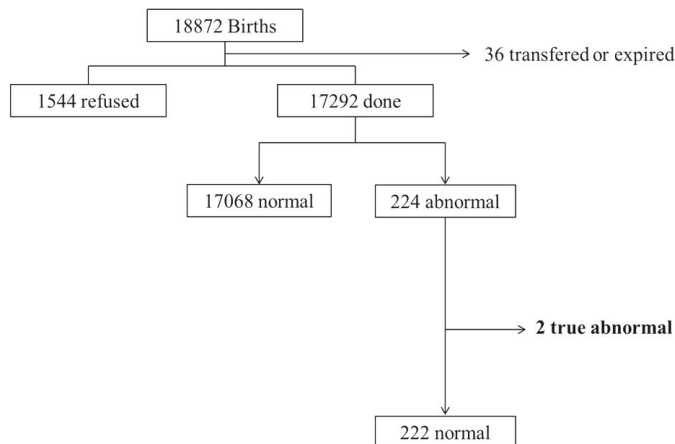 18872 Births
36 transfered or expired
1544 refused
17292 done
17068 normal
224 abnormal
2 true abnormal
222 normal